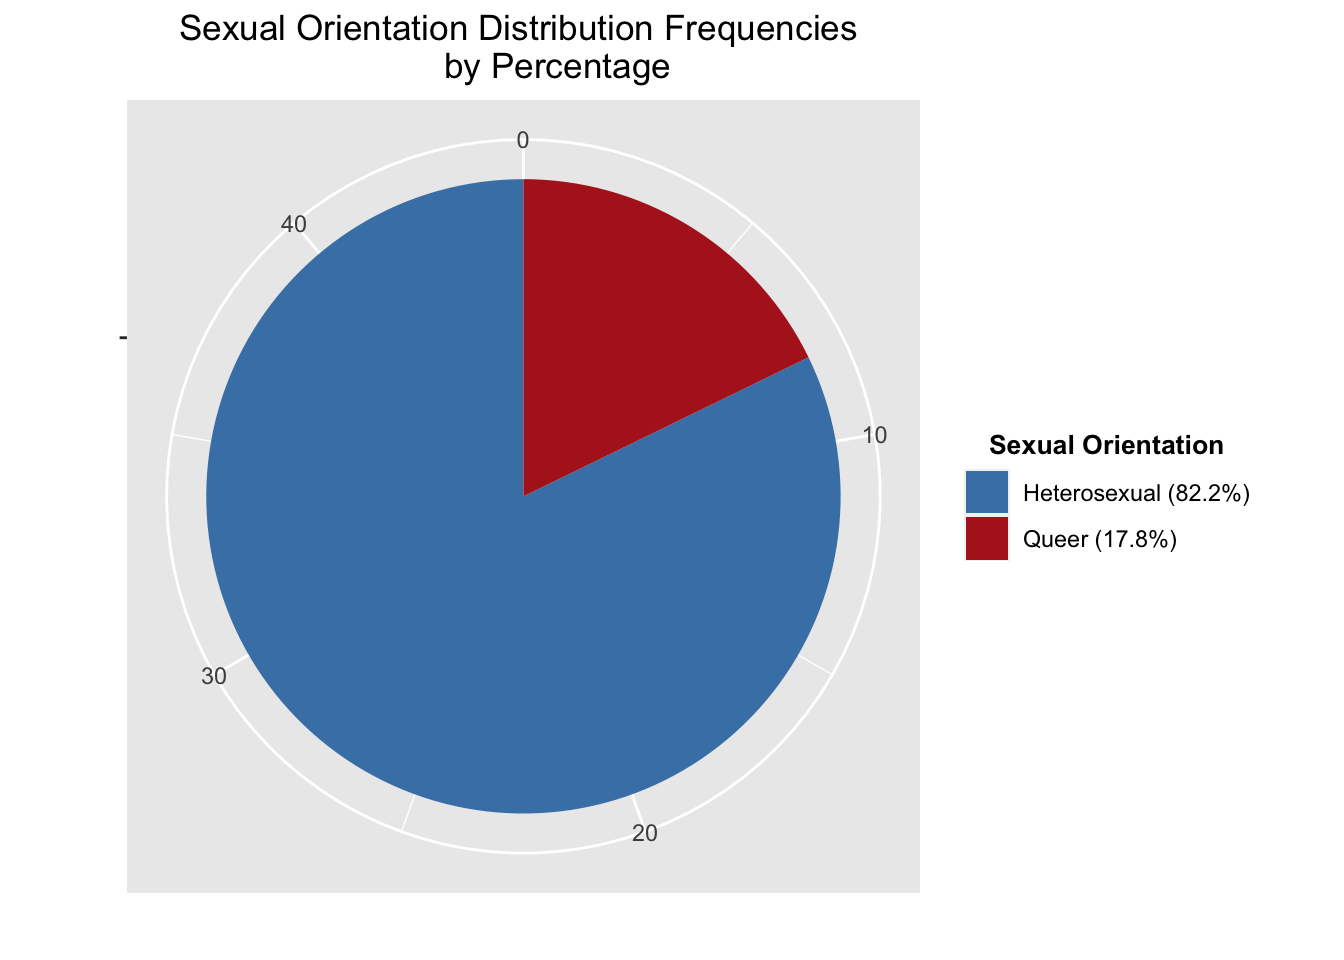 Sexual Orientation Distribution Frequencies
by Percentage
0
40
10
30
20
Sexual Orientation
Heterosexual (82.2%)
Queer (17.8%)